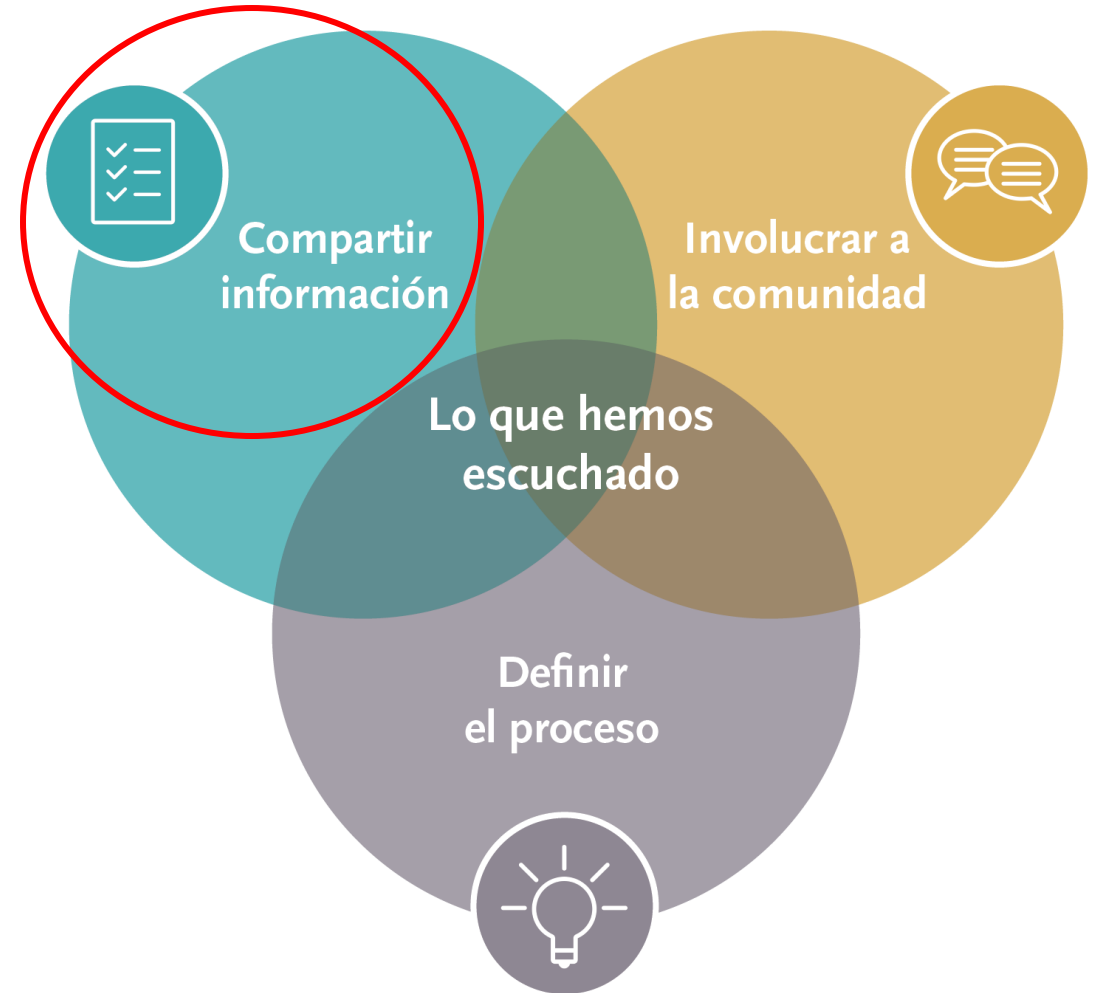 Compartir
información
Involucrar a
la comunidad
Lo que hemos
escuchado
Definir
el proceso